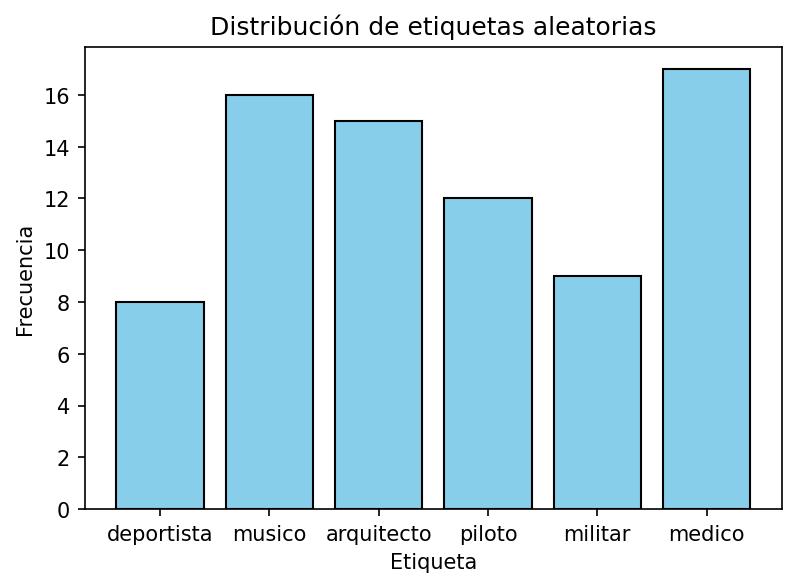 Distribución de etiquetas aleatorias
Frecuencia
16
14
12
10
8
6
4
2
0
deportista musico arquitecto piloto militar medico
Etiqueta